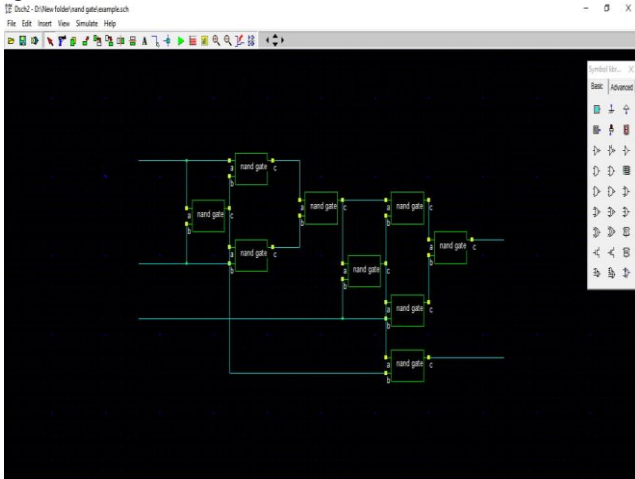 Dsch2 - D:\New folder\nand gate\example.sch
File Edit Insert View Simulate Help
Symbol libr...
Basic Advanced
a nand gate c
b
a nand gate c
b
a nand gate c
b
a nand gate c
b
a nand gate c
b
a nand gate c
b
a nand gate c
b
a nand gate c
b
a nand gate c
b